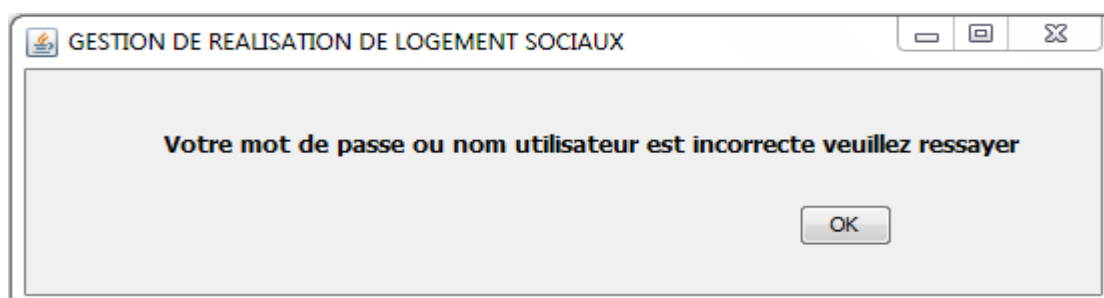 GESTION DE REALISATION DE LOGEMENT SOCIAUX
Votre mot de passe ou nom utilisateur est incorrecte veuillez ressayer
OK